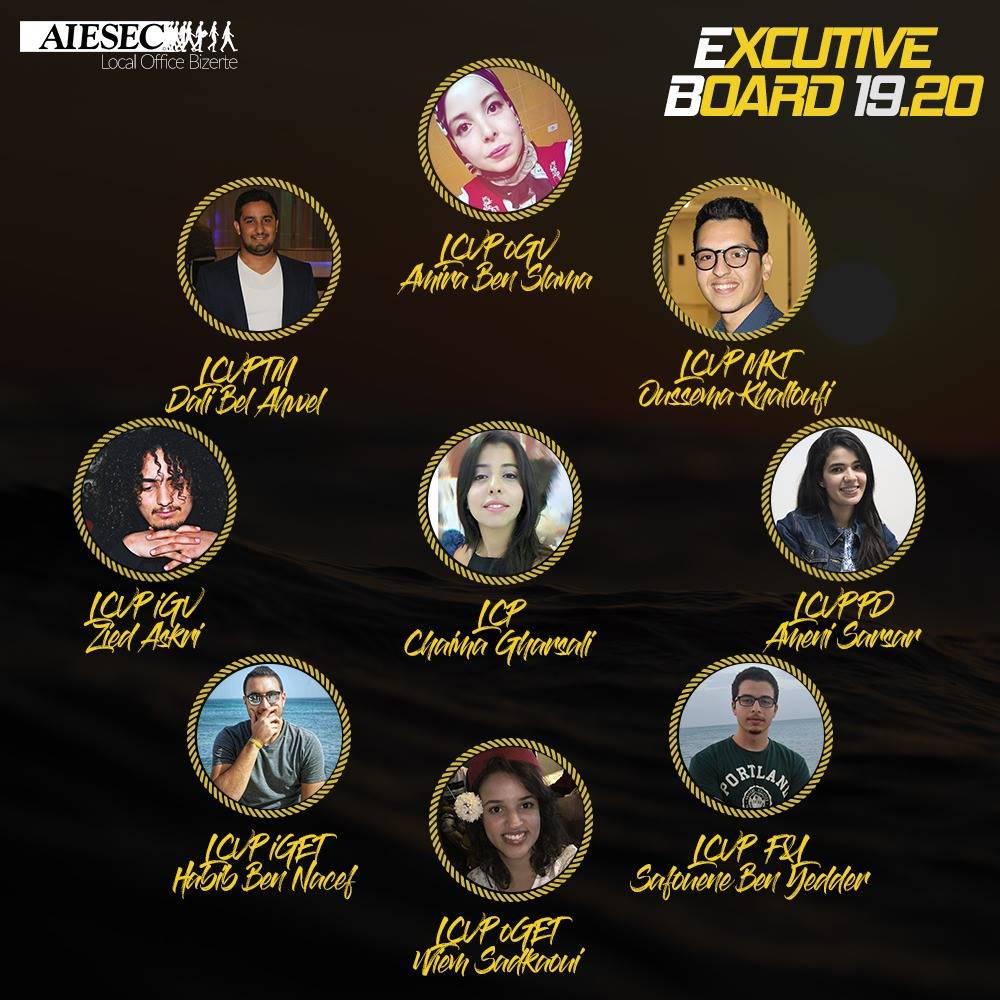 AIESEC
Local Office Bizerte
EXCUTIVE
BOARD 19.20
LCVP oGV
Amira Ben Slama
LCVP TM
Dali Bel Ahwel
LCVP MKT
Oussema Khalloufi
LCVP iGV
Zied Askri
LCP
Chaima Gharsali
LCVP PD
Ameni Sarsar
LCVP iGET
Habib Ben Nacef
PORTLAND
LCVP F&L
Safouene Ben Yedder
LCVP oGET
Wiem Sadkaoui